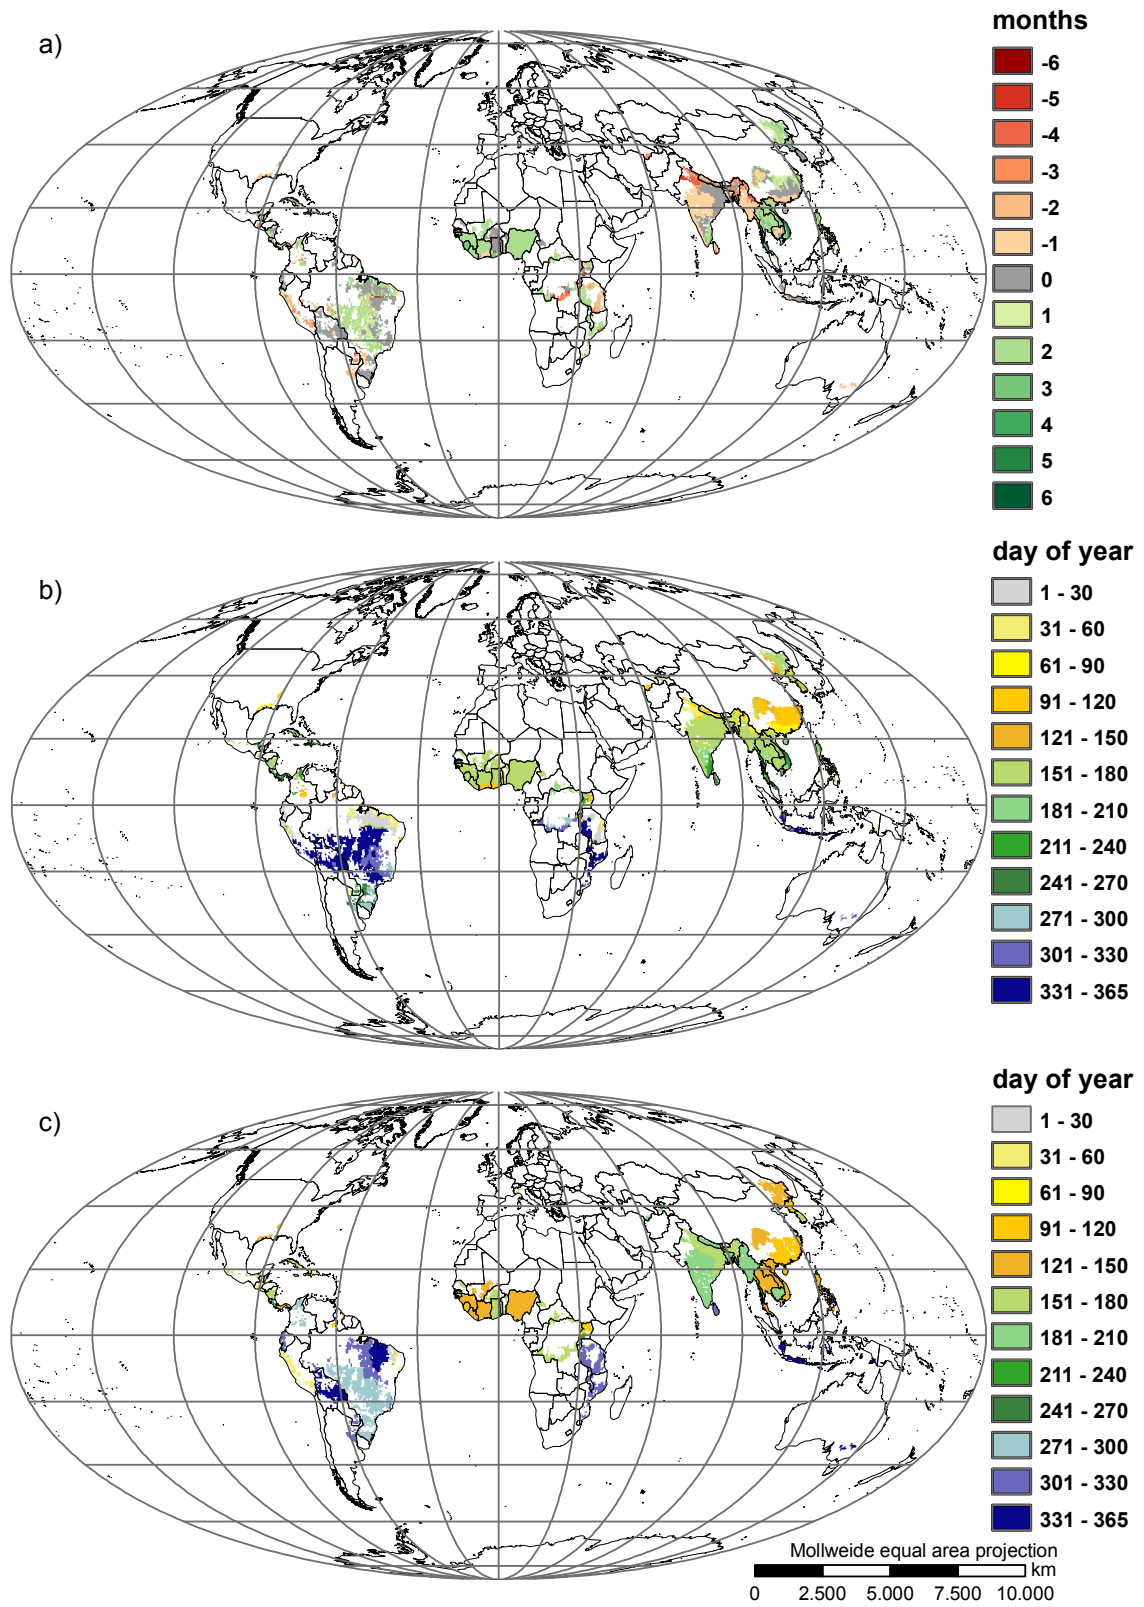 a)
months
-6
-5
-4
-3
-2
-1
0
1
2
3
4
5
6
b)
day of year
1 - 30
31 - 60
61 - 90
91 - 120
121 - 150
151 - 180
181 - 210
211 - 240
241 - 270
271 - 300
301 - 330
331 - 365
c)
day of year
1 - 30
31 - 60
61 - 90
91 - 120
121 - 150
151 - 180
181 - 210
211 - 240
241 - 270
271 - 300
301 - 330
331 - 365
Mollweide equal area projection
km
0 2.500 5.000 7.500 10.000